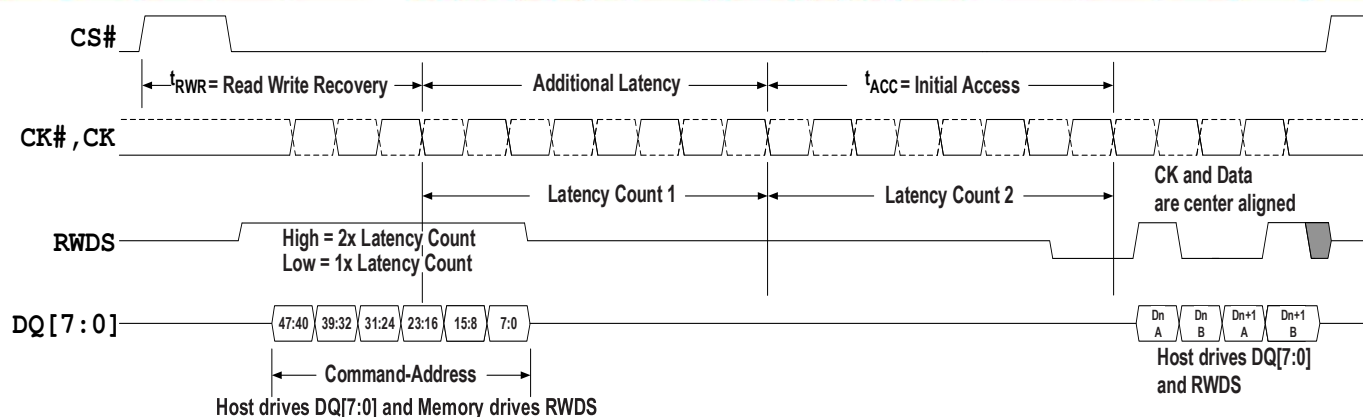 CS#
tRWR = Read Write Recovery
Additional Latency
tACC = Initial Access
CK#,CK
Latency Count 1
Latency Count 2
CK and Data
are center aligned
RWDS
High = 2x Latency Count
Low = 1x Latency Count
DQ[7:0]
47:40 39:32 31:24 23:16 15:8 7:0
Dn Dn Dn+1 Dn+1
A B A B
Command-Address
Host drives DQ[7:0] and Memory drives RWDS
Host drives DQ[7:0]
and RWDS